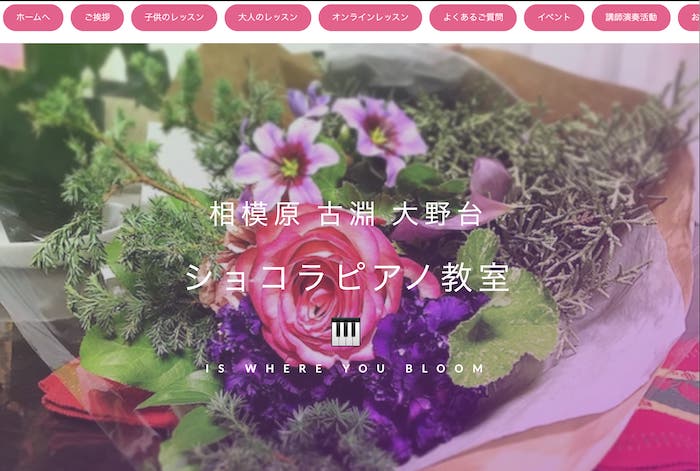 ホームへ
ご挨拶
子供のレッスン
大人のレッスン
オンラインレッスン
よくあるご質問
イベント
講師演奏活動
お
相模原 古淵 大野台
ショコラピアノ教室
IS WHERE YOU BLOOM